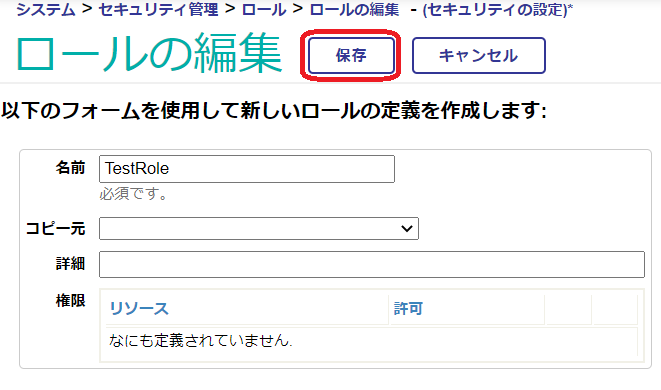 システム > セキュリティ管理 > ロール > ロールの編集 - (セキュリティの設定)*
ロールの編集 保存 キャンセル
以下のフォームを使用して新しいロールの定義を作成します:
名前 TestRole
必須です。
コピー元
詳細
権限 リソース 許可
なにも定義されていません.